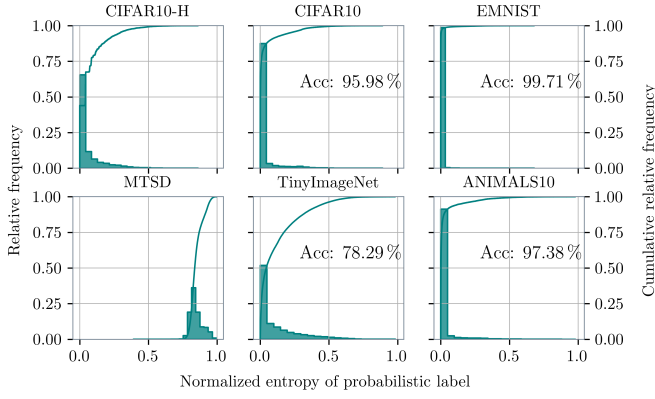 CIFAR10-H CIFAR10 EMNIST
1.00 1.00
0.75 0.75
Acc: 95.98 % Acc: 99.71 %
0.50 0.50
0.25 0.25
0.00 0.00
MTSD TinyImageNet ANIMALS10
1.00 1.00
0.75 0.75
Acc: 78.29 % Acc: 97.38 %
0.50 0.50
0.25 0.25
0.00 0.00
0.0 0.5 1.0 0.0 0.5 1.0 0.0 0.5 1.0
Normalized entropy of probabilistic label
Relative frequency
Cumulative relative frequency